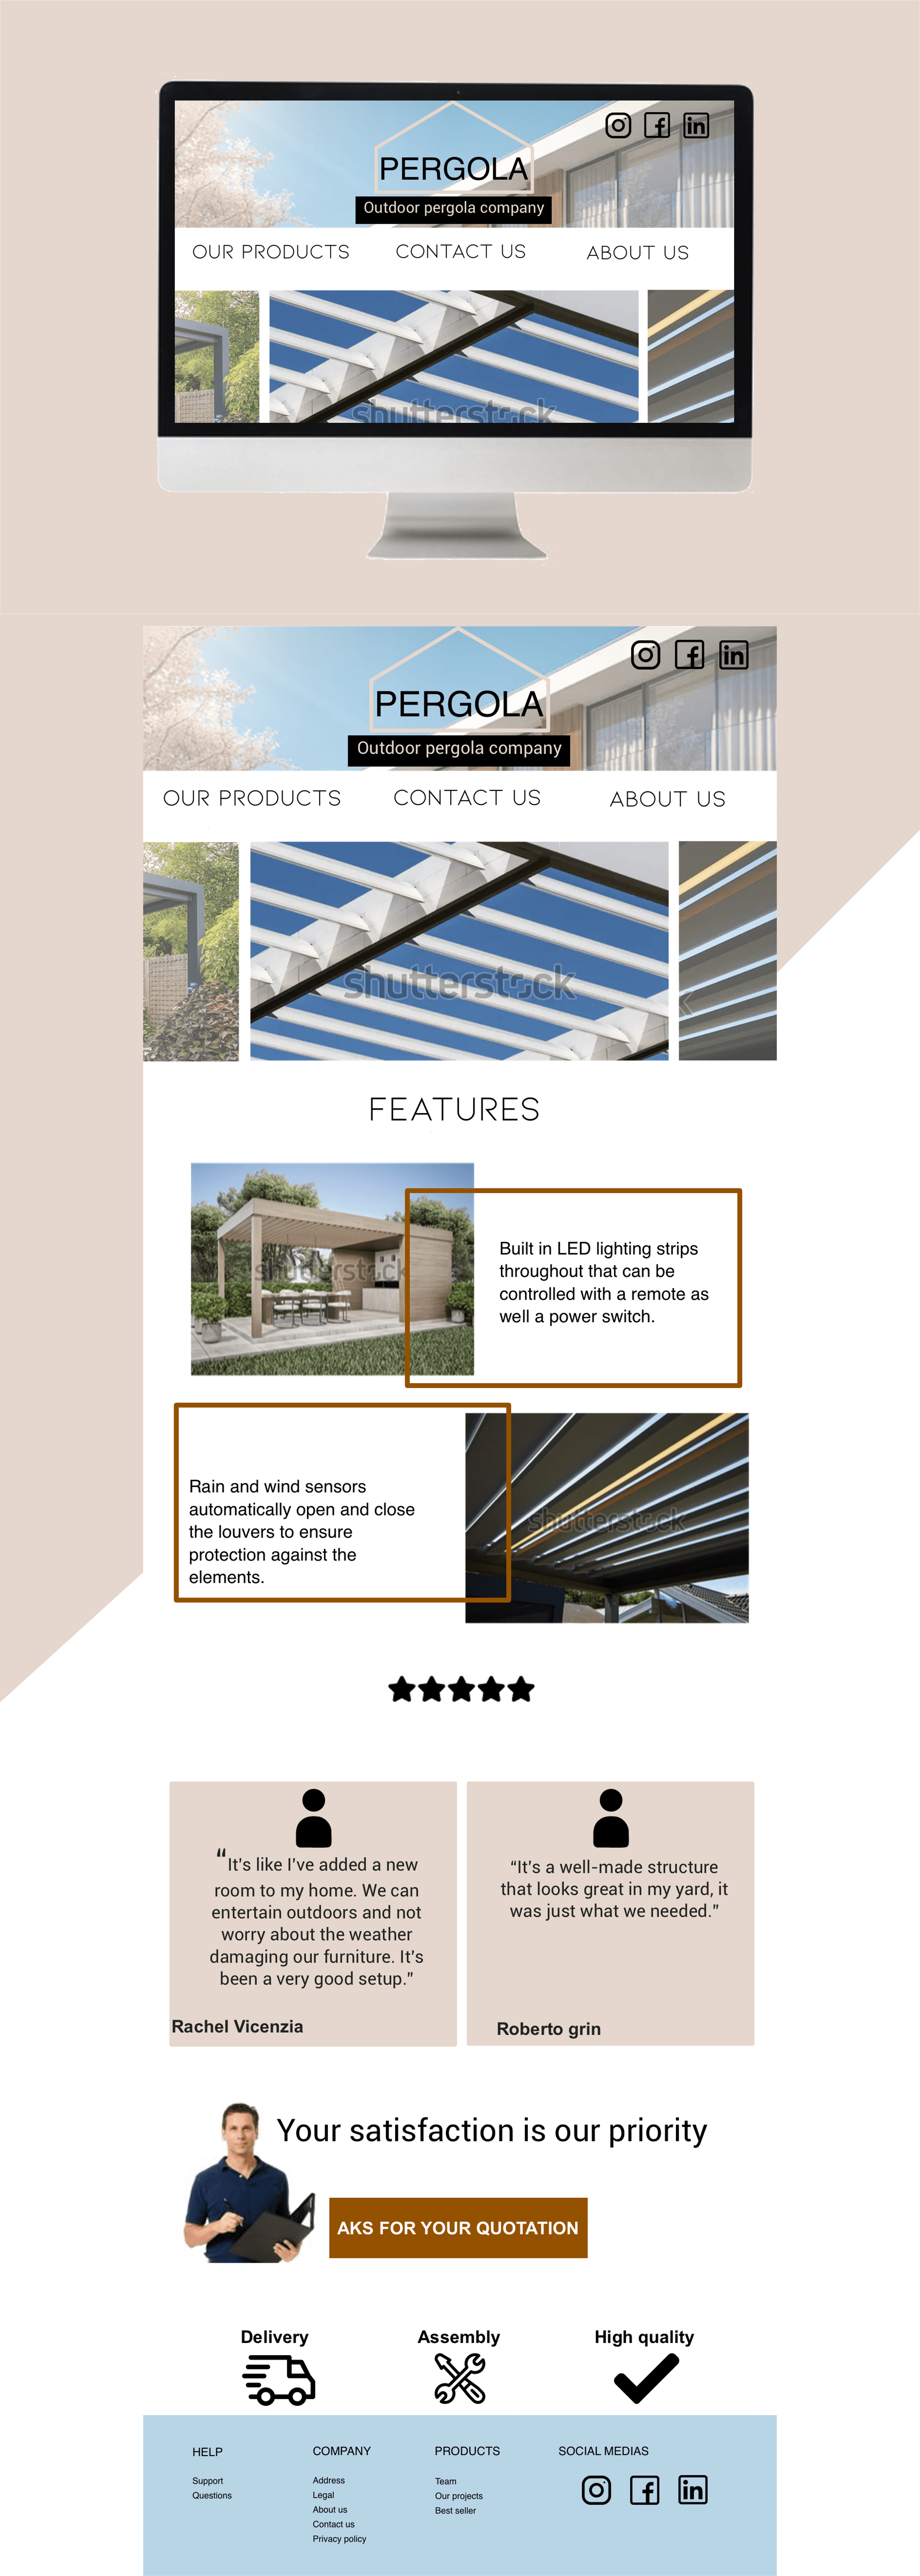 PERGOLA
Outdoor pergola company
OUR PRODUCTS CONTACT US ABOUT US
shutterstock
PERGOLA
Outdoor pergola company
OUR PRODUCTS CONTACT US ABOUT US
shutterstock
FEATURES
shutterstock
Built in LED lighting strips
throughout that can be
controlled with a remote as
well a power switch.
Rain and wind sensors
automatically open and close
the louvers to ensure
protection against the
elements.
shutterstock
“It's like I've added a new
room to my home. We can
entertain outdoors and not
worry about the weather
damaging our furniture. It's
been a very good setup.”
Rachel Vicenzia
“It's a well-made structure
that looks great in my yard, it
was just what we needed.”
Roberto grin
Your satisfaction is our priority
AKS FOR YOUR QUOTATION
Delivery Assembly High quality
HELP
Support
Questions
COMPANY
Address
Legal
About us
Contact us
Privacy policy
PRODUCTS
Team
Our projects
Best seller
SOCIAL MEDIAS